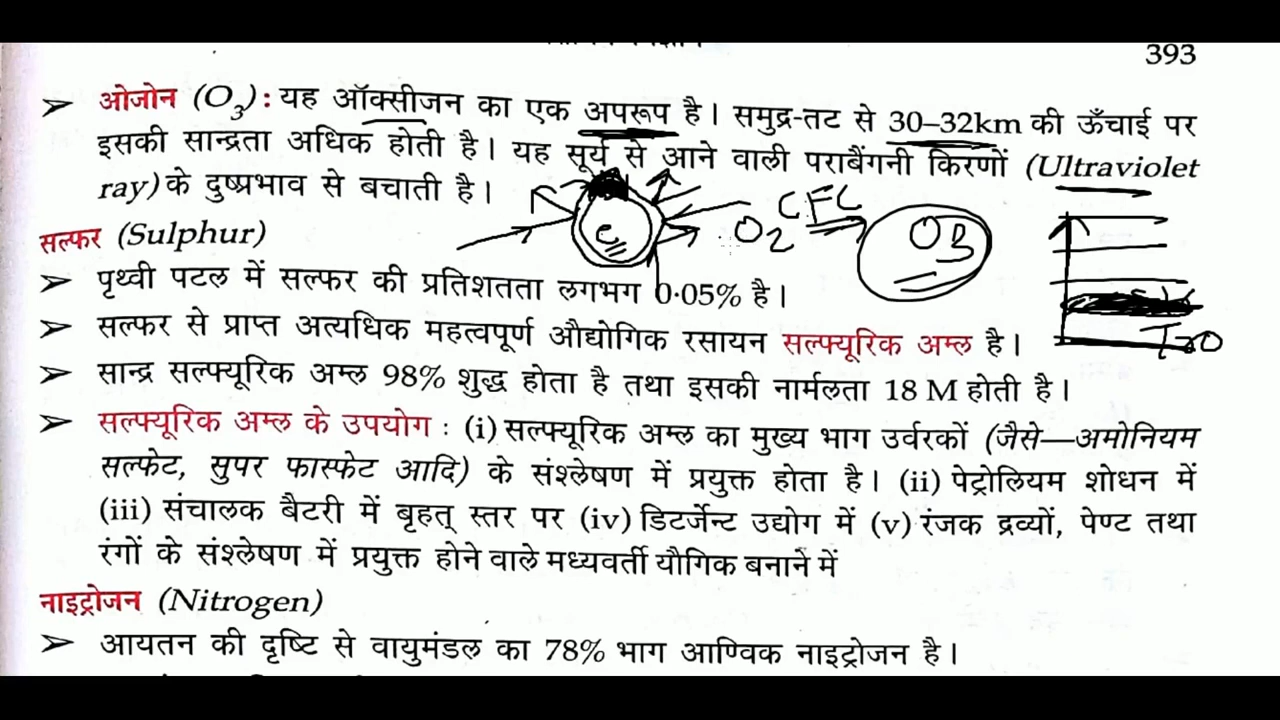 393
➤ ओजोन (O₃) : यह ऑक्सीजन का एक अपरूप है। समुद्र-तट से 30–32km की ऊँचाई पर
इसकी सान्द्रता अधिक होती है। यह सूर्य से आने वाली पराबैंगनी किरणों (Ultraviolet
ray) के दुष्प्रभाव से बचाती है।
e O₂ CFC O3
सल्फर (Sulphur)
➤ पृथ्वी पटल में सल्फर की प्रतिशतता लगभग 0·05% है।
➤ सल्फर से प्राप्त अत्यधिक महत्वपूर्ण औद्योगिक रसायन सल्फ्यूरिक अम्ल है।
➤ सान्द्र सल्फ्यूरिक अम्ल 98% शुद्ध होता है तथा इसकी नार्मलता 18 M होती है।
➤ सल्फ्यूरिक अम्ल के उपयोग : (i) सल्फ्यूरिक अम्ल का मुख्य भाग उर्वरकों (जैसे—अमोनियम
सल्फेट, सुपर फास्फेट आदि) के संश्लेषण में प्रयुक्त होता है। (ii) पेट्रोलियम शोधन में
(iii) संचालक बैटरी में बृहत् स्तर पर (iv) डिटर्जेन्ट उद्योग में (v) रंजक द्रव्यों, पेण्ट तथा
रंगों के संश्लेषण में प्रयुक्त होने वाले मध्यवर्ती यौगिक बनाने में
नाइट्रोजन (Nitrogen)
➤ आयतन की दृष्टि से वायुमंडल का 78% भाग आण्विक नाइट्रोजन है।